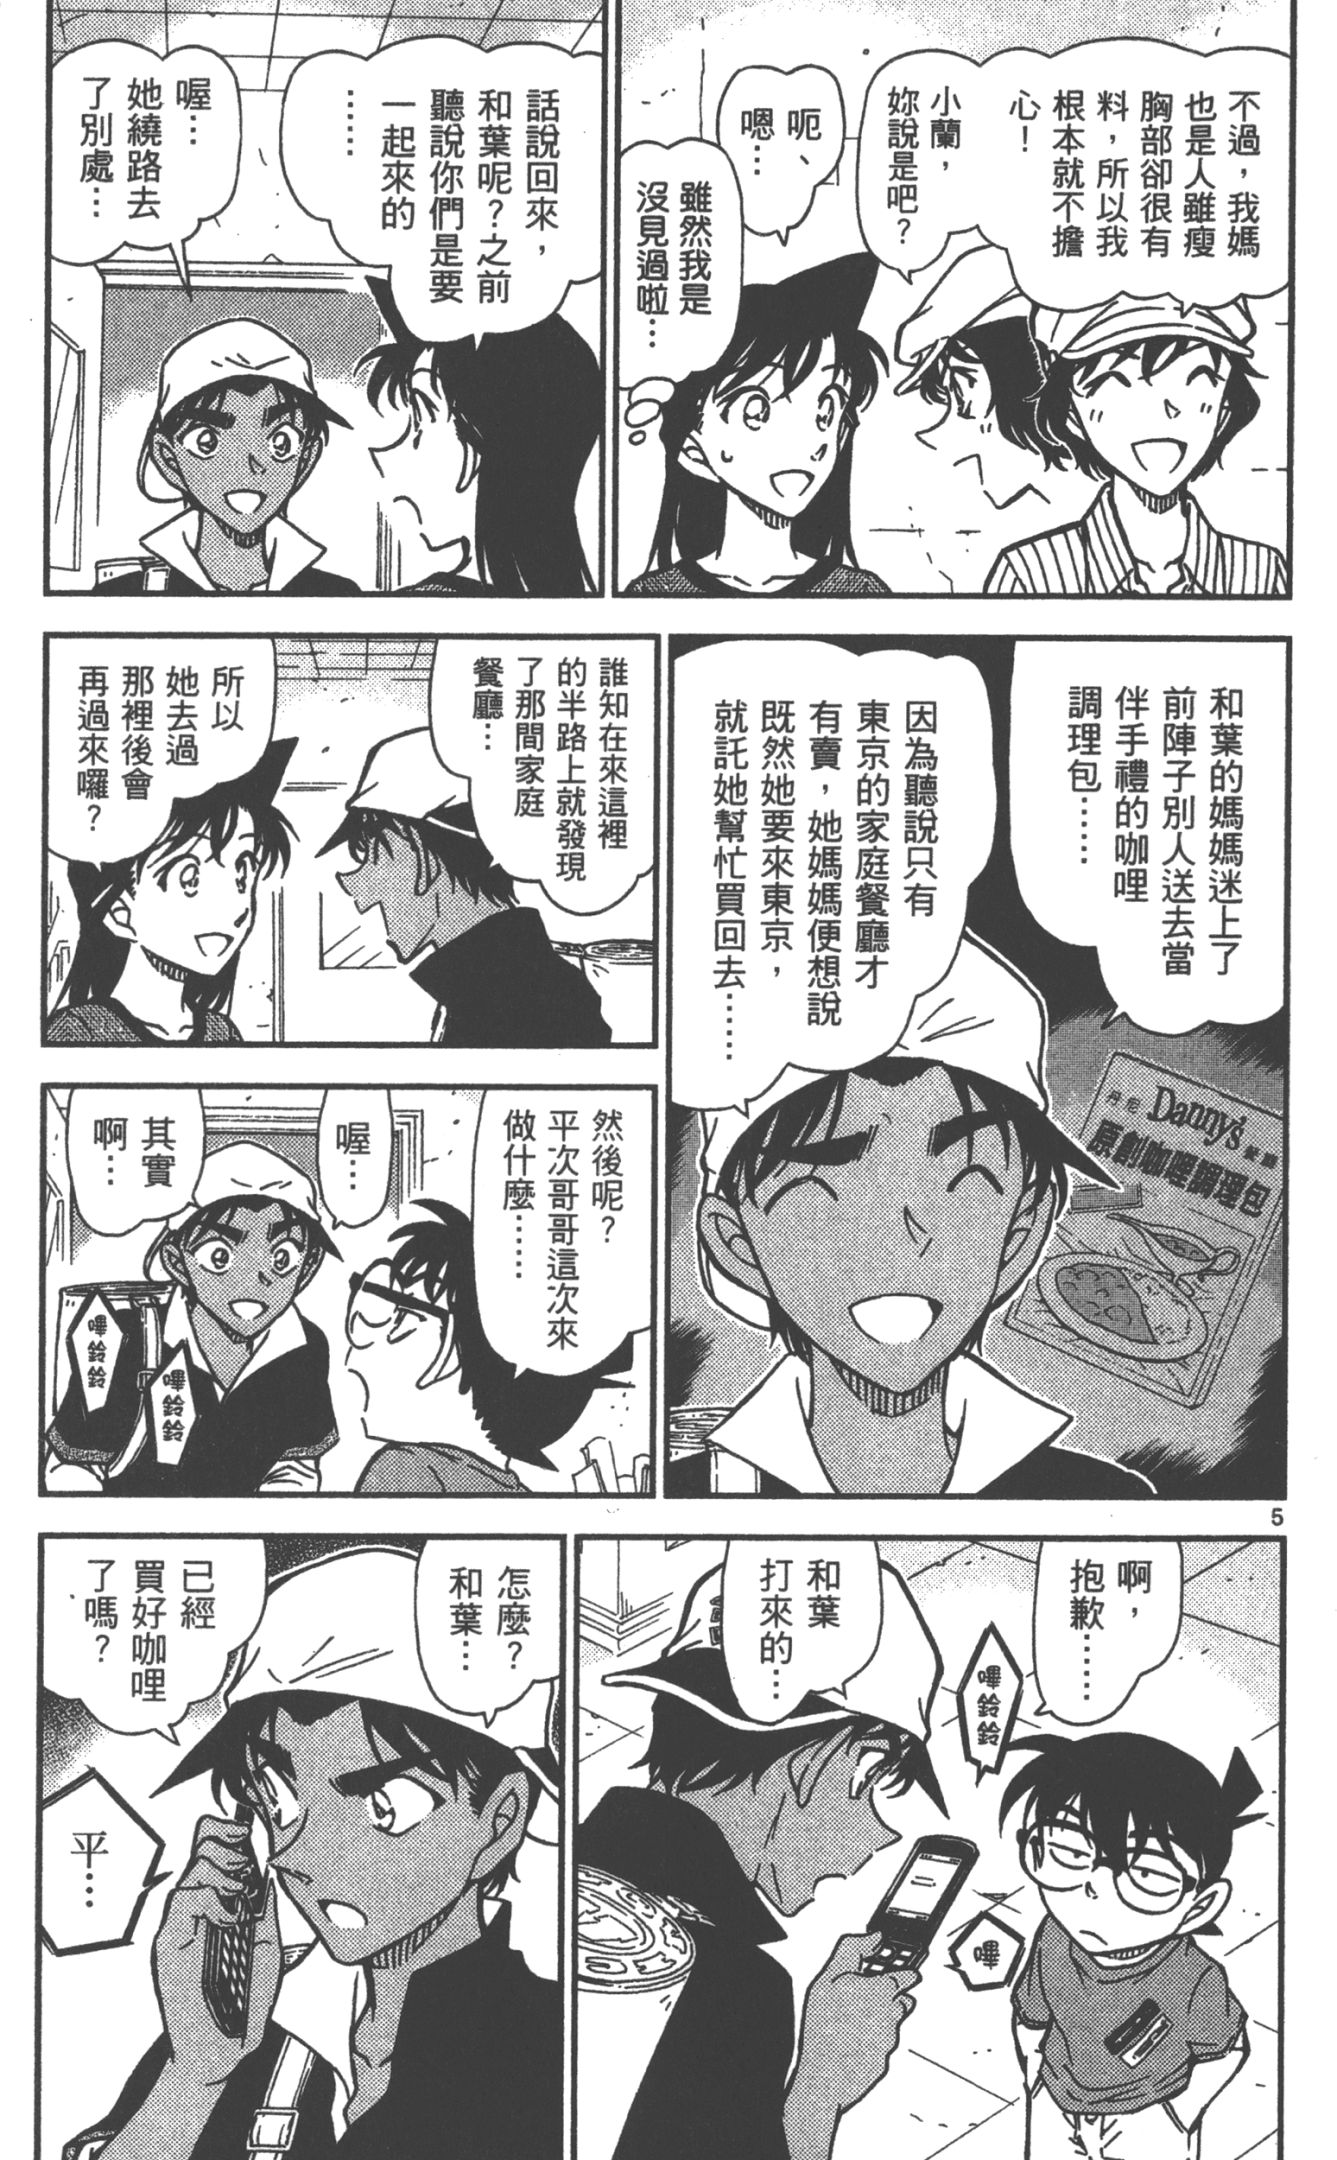 不過，我媽
也是人雖瘦
胸部卻很有
料，所以我
根本就不擔
心！
小蘭，
妳說是吧？
呃、
嗯…
雖然我是
沒見過啦…
話說回來，
和葉呢？之前
聽說你們是要
一起來的
……
喔…
她繞路去
了別處…
和葉的媽媽迷上了
前陣子別人送去當
伴手禮的咖哩
調理包……
因為聽說只有
東京的家庭餐廳才
有賣，她媽媽便想說
既然她要來東京，
就託她幫忙買回去……
丹尼 Danny's 餐廳
原創咖哩調理包
誰知在來這裡
的半路上就發現
了那間家庭
餐廳…
所以
她去過
那裡後會
再過來囉？
然後呢？
平次哥哥這次來
做什麼……
喔…
其實
啊…
嗶鈴鈴
嗶鈴鈴
5
啊，
抱歉……
嗶鈴鈴
和葉
打來的…
嗶
怎麼？
和葉…
已經
買好咖哩
了嗎？
平…